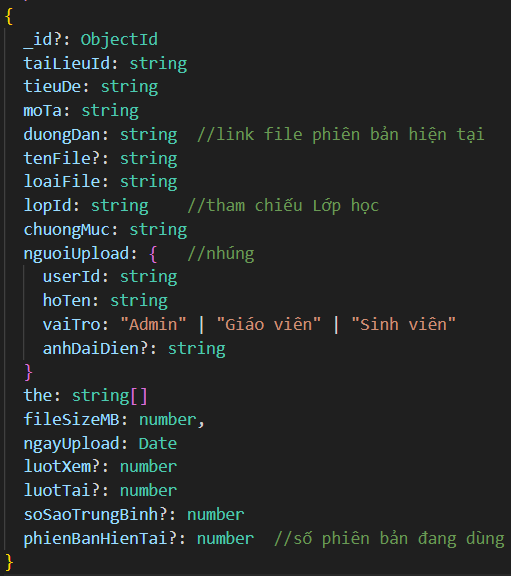 {
_id?: ObjectId
taiLieuId: string
tieuDe: string
moTa: string
duongDan: string  //link file phiên bản hiện tại
tenFile?: string
loaiFile: string
lopId: string    //tham chiếu Lớp học
chuongMuc: string
nguoiUpload: {   //nhúng
userId: string
hoTen: string
vaiTro: "Admin" | "Giáo viên" | "Sinh viên"
anhDaiDien?: string
}
the: string[]
fileSizeMB: number,
ngayUpload: Date
luotXem?: number
luotTai?: number
soSaoTrungBinh?: number
phienBanHienTai?: number  //số phiên bản đang dùng
}